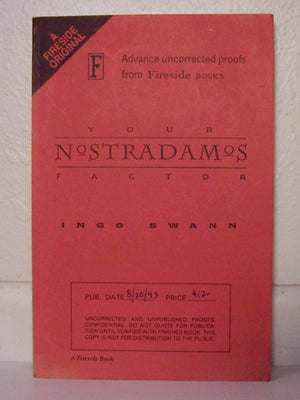 A FIRESIDE
ORIGINAL
F
Advance uncorrected proofs
from Fireside BOOKS
YOUR
NOSTRADAMUS
FACTOR
INGO SWANN
PUB. DATE 8/20/93 PRICE $12
UNCORRECTED AND UNPUBLISHED PROOFS.
CONFIDENTIAL. DO NOT QUOTE FOR PUBLICA-
TION UNTIL VERIFIED WITH FINISHED BOOK. THIS
COPY IS NOT FOR DISTRIBUTION TO THE PUBLIC.
A Fireside Book